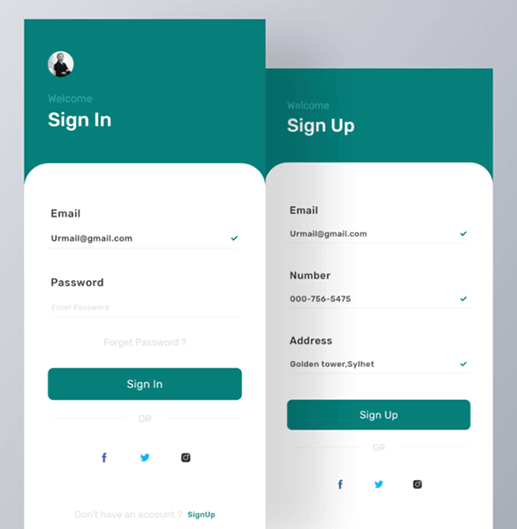 Welcome
Sign In
Email
Urmail@gmail.com
Password
Enter Password
Forget Password ?
Sign In
OR
Don't have an account ? SignUp
Welcome
Sign Up
Email
Urmail@gmail.com
Number
000-756-5475
Address
Golden tower,Sylhet
Sign Up
OR